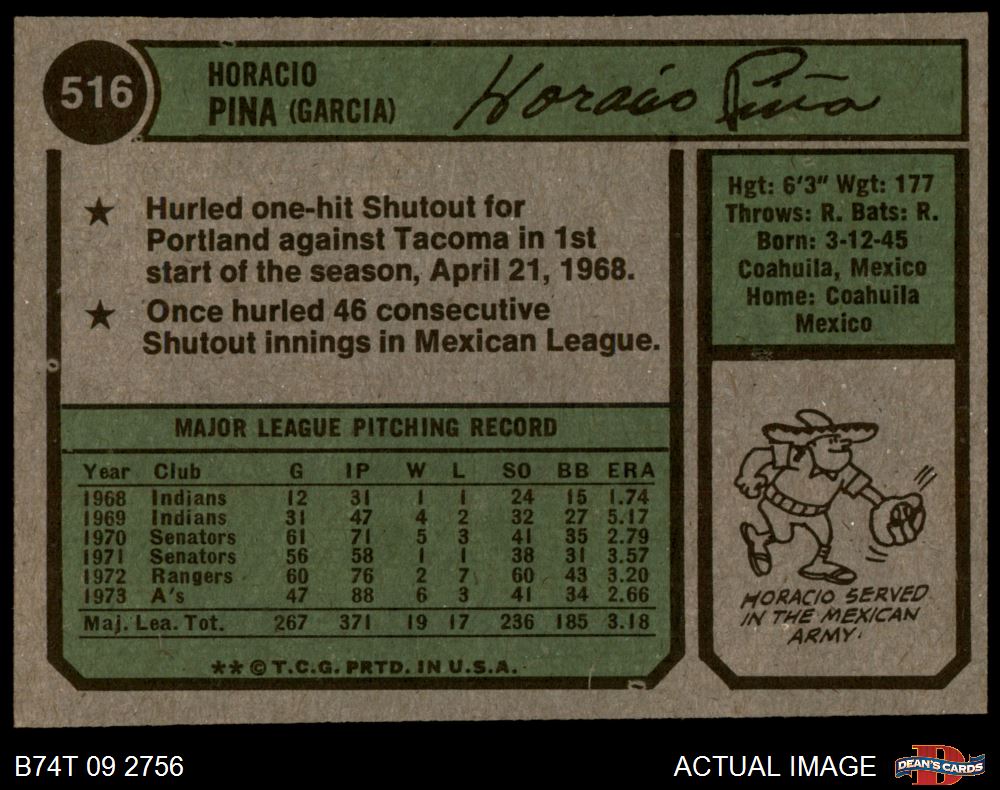 516
HORACIO
PINA (GARCIA)
Horacio Piña
★ Hurled one-hit Shutout for
Portland against Tacoma in 1st
start of the season, April 21, 1968.
★ Once hurled 46 consecutive
Shutout innings in Mexican League.
Hgt: 6'3" Wgt: 177
Throws: R. Bats: R.
Born: 3-12-45
Coahuila, Mexico
Home: Coahuila
Mexico
MAJOR LEAGUE PITCHING RECORD
Year Club G IP W L SO BB ERA
1968 Indians 12 31 1 1 24 15 1.74
1969 Indians 31 47 4 2 32 27 5.17
1970 Senators 61 71 5 3 41 35 2.79
1971 Senators 56 58 1 1 38 31 3.57
1972 Rangers 60 76 2 7 60 43 3.20
1973 A's 47 88 6 3 41 34 2.66
Maj. Lea. Tot. 267 371 19 17 236 185 3.18
**©T.C.G. PRTD. IN U.S.A.
HORACIO SERVED
IN THE MEXICAN
ARMY.
B74T 09 2756
ACTUAL IMAGE
DEAN'S CARDS